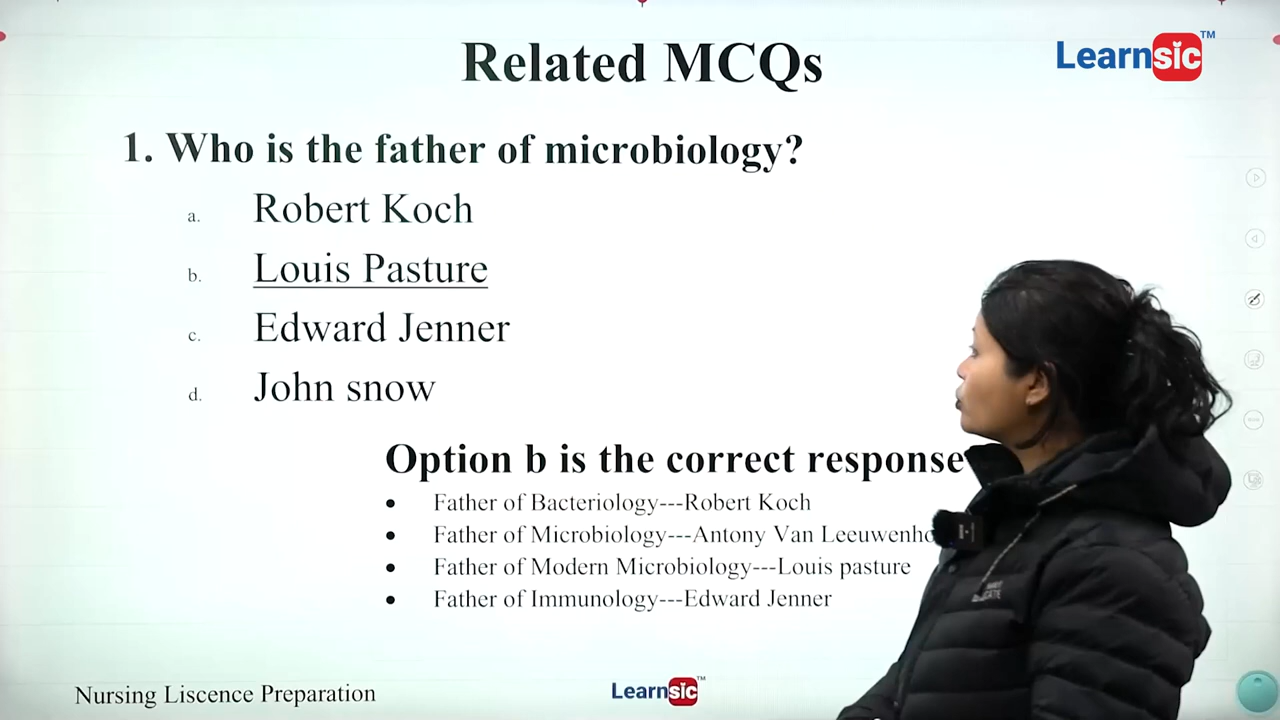 Related MCQs
Learnsic™
1. Who is the father of microbiology?
a. Robert Koch
b. Louis Pasture
c. Edward Jenner
d. John snow
Option b is the correct response
• Father of Bacteriology---Robert Koch
• Father of Microbiology---Antony Van
• Father of Modern Microbiology---Louis pasture
• Father of Immunology---Edward Jenner
Nursing Liscence Preparation
Learnsic™